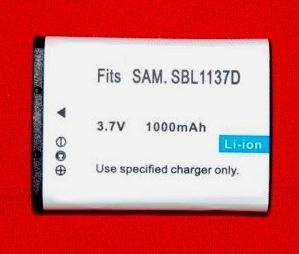 Fits SAM. SBL1137D
3.7V 1000mAh
Li-ion
Use specified charger only.